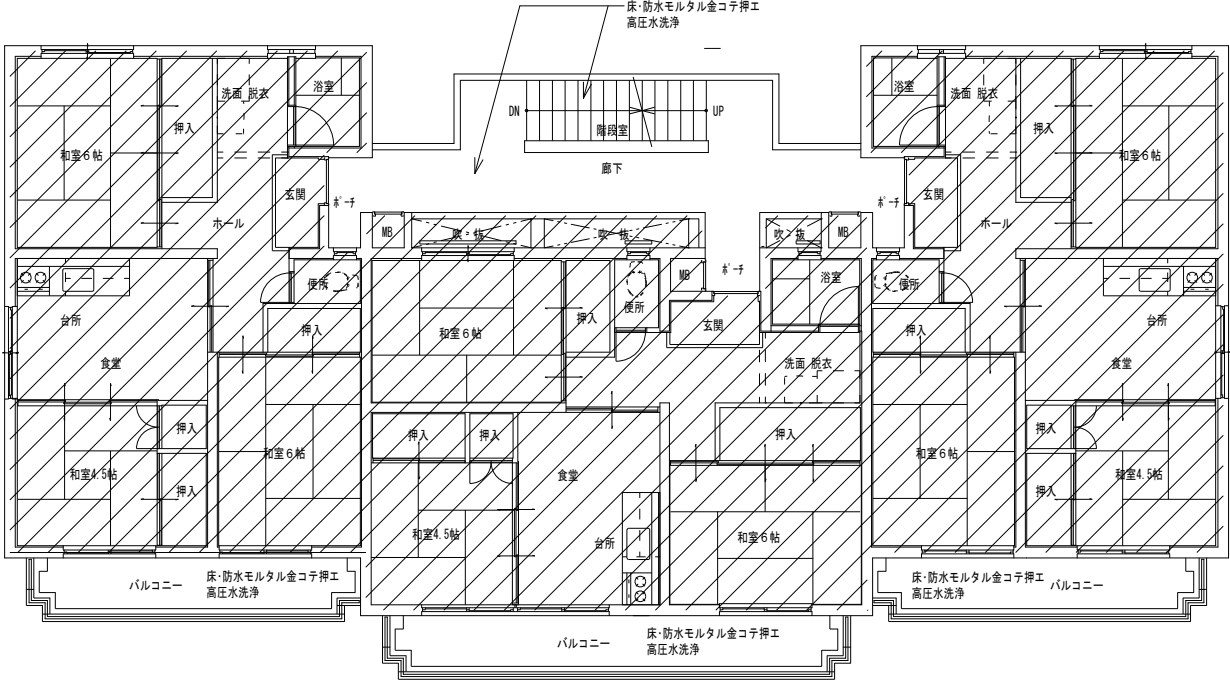 床・防水モルタル金コテ押エ
高圧水洗浄
浴室
洗面 脱衣
押入
和室6帖
玄関
ホール
ポーチ
DN
UP
階段室
廊下
浴室
洗面 脱衣
押入
和室6帖
玄関
ホール
ポーチ
MB
吹・抜
吹・抜
吹・抜
MB
便所
台所
押入
食堂
和室6帖
押入
便所
MB
ポーチ
浴室
玄関
洗面 脱衣
便所
台所
押入
食堂
押入
和室4.5帖
押入
和室6帖
押入
押入
食堂
押入
和室4.5帖
台所
和室6帖
押入
和室6帖
押入
和室4.5帖
バルコニー
床・防水モルタル金コテ押エ
高圧水洗浄
床・防水モルタル金コテ押エ
高圧水洗浄
バルコニー
バルコニー
床・防水モルタル金コテ押エ
高圧水洗浄